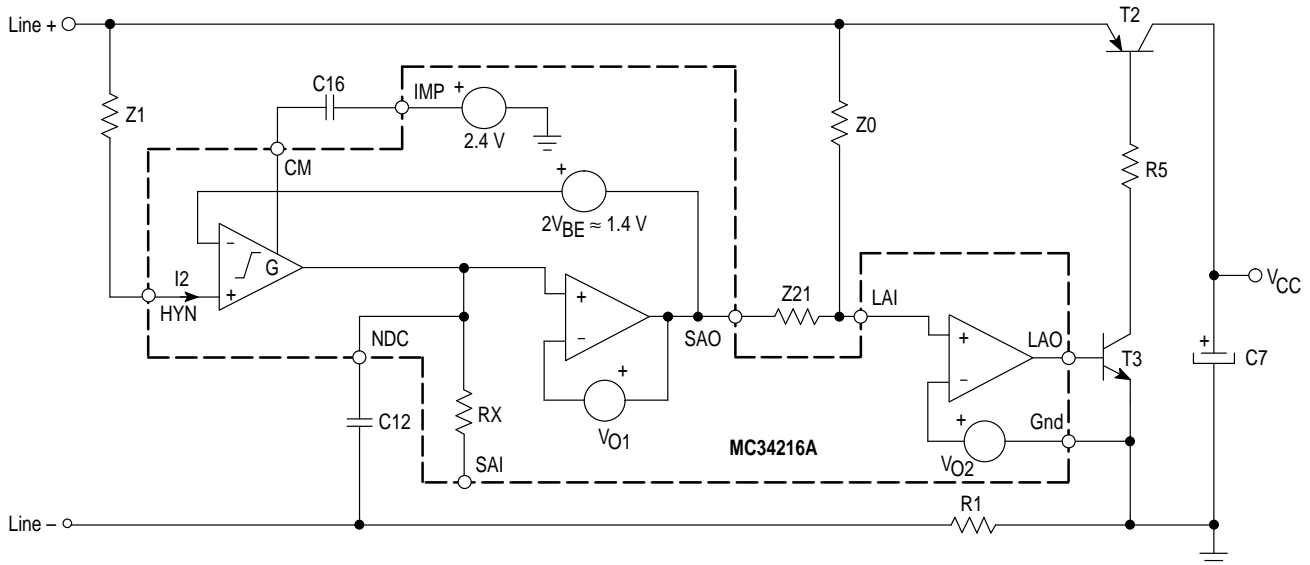 Line +
T2
C16
IMP
+
Z1
2.4 V
Z0
CM
R5
+
2VBE ≈ 1.4 V
−
G
I2
+
HYN
+
−
SAO
Z21
LAI
VCC
NDC
+
−
LAO
T3
+
C7
C12
RX
+
VO1
+
VO2
Gnd
MC34216A
SAI
Line –
R1